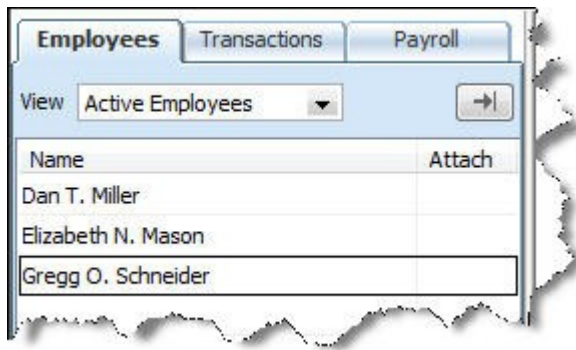 Employees Transactions Payroll
View Active Employees
Name Attach
Dan T. Miller
Elizabeth N. Mason
Gregg O. Schneider